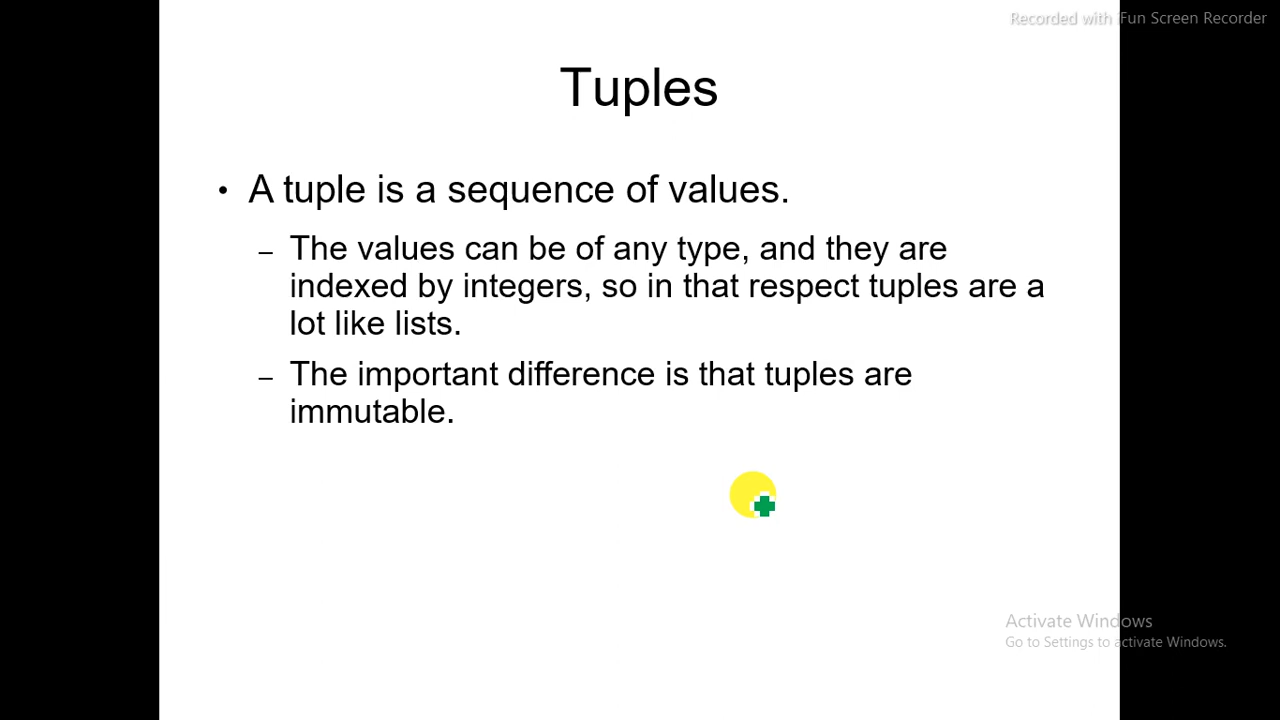 Recorded with iFun Screen Recorder
Tuples
• A tuple is a sequence of values.
– The values can be of any type, and they are
indexed by integers, so in that respect tuples are a
lot like lists.
– The important difference is that tuples are
immutable.
Activate Windows
Go to Settings to activate Windows.